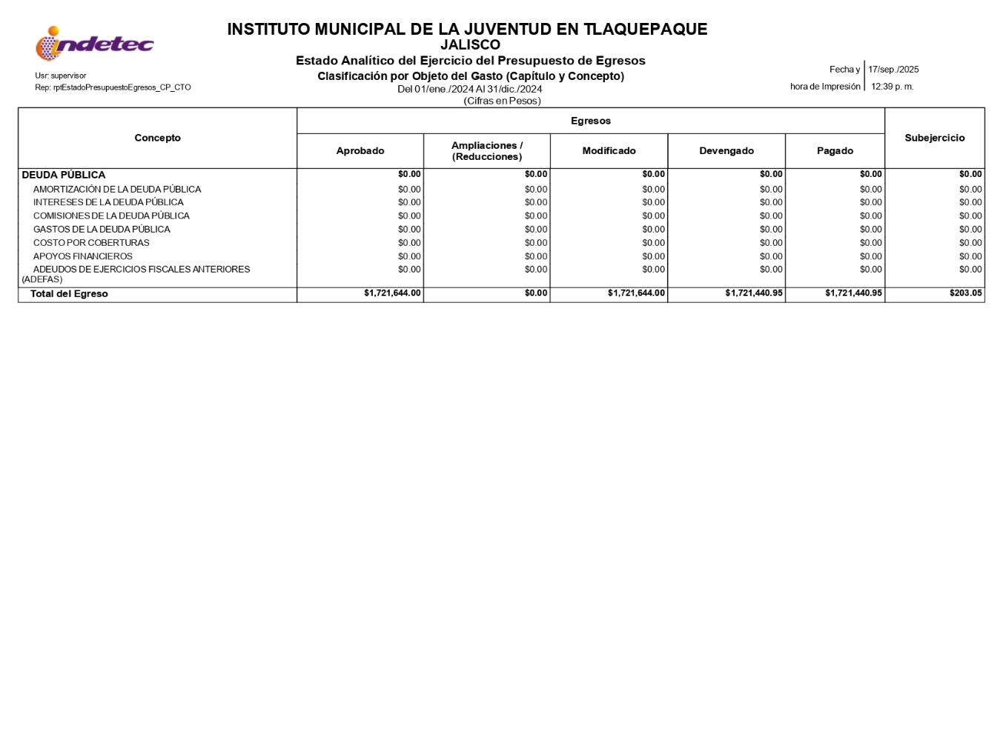 indetec
INSTITUTO MUNICIPAL DE LA JUVENTUD EN TLAQUEPAQUE
JALISCO
Estado Analítico del Ejercicio del Presupuesto de Egresos
Clasificación por Objeto del Gasto (Capítulo y Concepto)
Del 01/ene./2024 Al 31/dic./2024
(Cifras en Pesos)
Usr: supervisor
Rep: rptEstadoPresupuestoEgresos_CP_CTO
Fecha y 17/sep./2025
hora de Impresión 12:39 p. m.
Concepto Egresos Subejercicio
Aprobado Ampliaciones / (Reducciones) Modificado Devengado Pagado
DEUDA PÚBLICA $0.00 $0.00 $0.00 $0.00 $0.00 $0.00
AMORTIZACIÓN DE LA DEUDA PÚBLICA $0.00 $0.00 $0.00 $0.00 $0.00 $0.00
INTERESES DE LA DEUDA PÚBLICA $0.00 $0.00 $0.00 $0.00 $0.00 $0.00
COMISIONES DE LA DEUDA PÚBLICA $0.00 $0.00 $0.00 $0.00 $0.00 $0.00
GASTOS DE LA DEUDA PÚBLICA $0.00 $0.00 $0.00 $0.00 $0.00 $0.00
COSTO POR COBERTURAS $0.00 $0.00 $0.00 $0.00 $0.00 $0.00
APOYOS FINANCIEROS $0.00 $0.00 $0.00 $0.00 $0.00 $0.00
ADEUDOS DE EJERCICIOS FISCALES ANTERIORES $0.00 $0.00 $0.00 $0.00 $0.00 $0.00
(ADEFAS)
Total del Egreso $1,721,644.00 $0.00 $1,721,644.00 $1,721,440.95 $1,721,440.95 $203.05